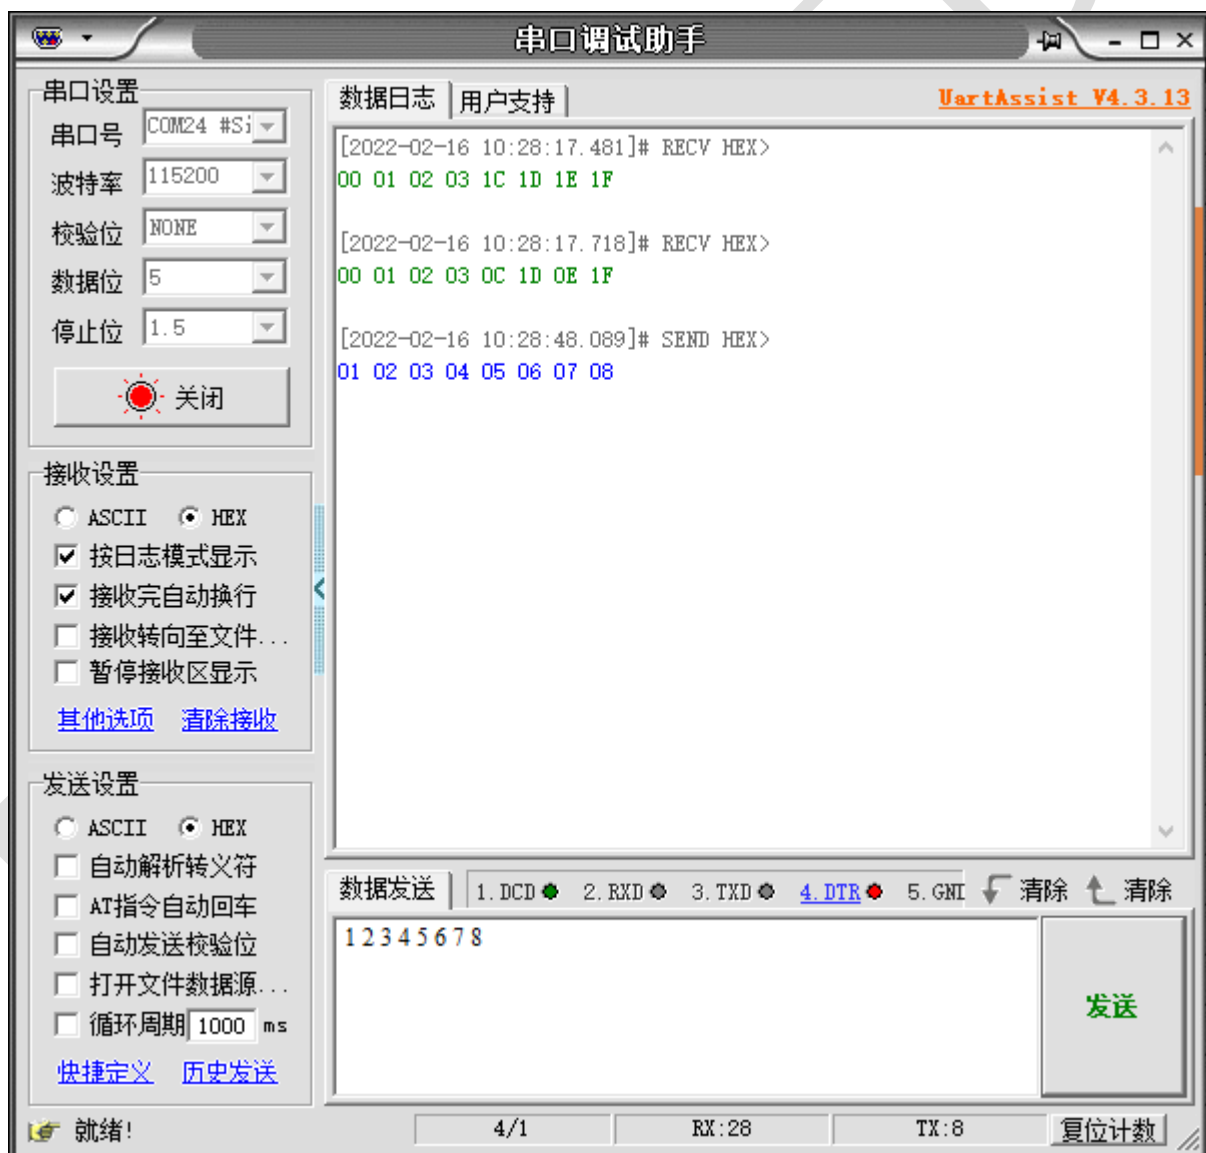 串口调试助手
串口设置
串口号 COM24 #Si
波特率 115200
校验位 NONE
数据位 5
停止位 1.5
关闭
接收设置
ASCII HEX
按日志模式显示
接收完自动换行
接收转向至文件...
暂停接收区显示
其他选项 清除接收
发送设置
ASCII HEX
自动解析转义符
AT指令自动回车
自动发送校验位
打开文件数据源...
循环周期 1000 ms
快捷定义 历史发送
数据日志 用户支持 UartAssist V4.3.13
[2022-02-16 10:28:17.481]# RECV HEX>
00 01 02 03 1C 1D 1E 1F
[2022-02-16 10:28:17.718]# RECV HEX>
00 01 02 03 0C 1D 0E 1F
[2022-02-16 10:28:48.089]# SEND HEX>
01 02 03 04 05 06 07 08
数据发送 1.DCD 2.RXD 3.TXD 4.DTR 5.GND 清除 清除
1 2 3 4 5 6 7 8
发送
就绪! 4/1 RX:28 TX:8 复位计数